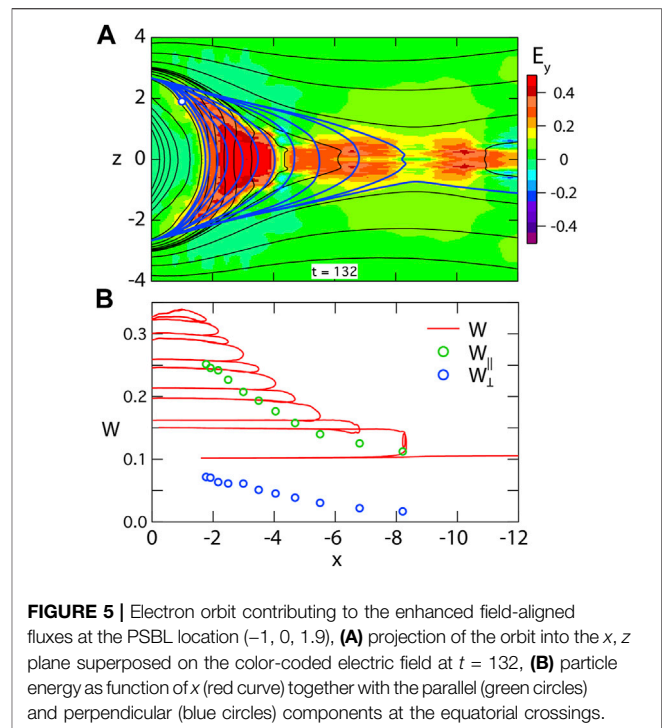 A
E_y
4
2
z 0
-2
-4
0.4
0.2
0
-0.2
-0.4
t = 132
B
0.3
0.2
W
0.1
0.0
W
W_||
W_⊥
0 -2 -4 -6 -8 -10 -12
x
FIGURE 5 | Electron orbit contributing to the enhanced field-aligned
fluxes at the PSBL location (−1, 0, 1.9), (A) projection of the orbit into the x, z
plane superposed on the color-coded electric field at t = 132, (B) particle
energy as function of x (red curve) together with the parallel (green circles)
and perpendicular (blue circles) components at the equatorial crossings.